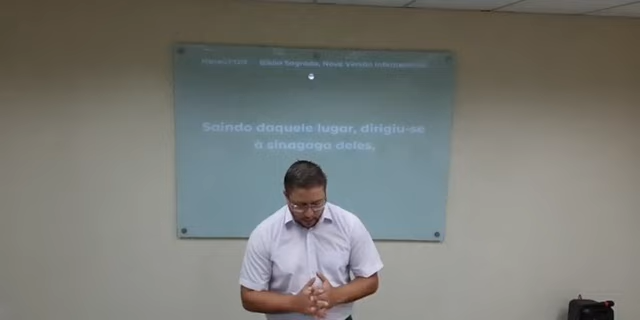 Bíblia Sagrada, Nova Versão Internacional
Saindo daquele lugar, dirigiu-se
à sinagoga deles,